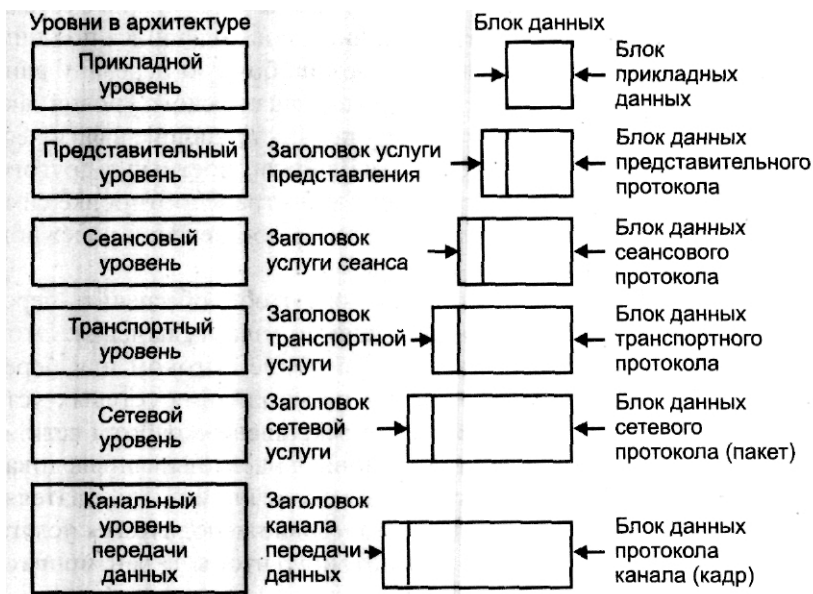 Уровни в архитектуре
Блок данных
Прикладной
уровень
Блок
прикладных
данных
Представительный
уровень
Заголовок услуги
представления
Блок данных
представительного
протокола
Сеансовый
уровень
Заголовок
услуги сеанса
Блок данных
сеансового
протокола
Транспортный
уровень
Заголовок
транспортной
услуги
Блок данных
транспортного
протокола
Сетевой
уровень
Заголовок
сетевой
услуги
Блок данных
сетевого
протокола (пакет)
Канальный
уровень
передачи
данных
Заголовок
канала
передачи
данных
Блок данных
протокола
канала (кадр)